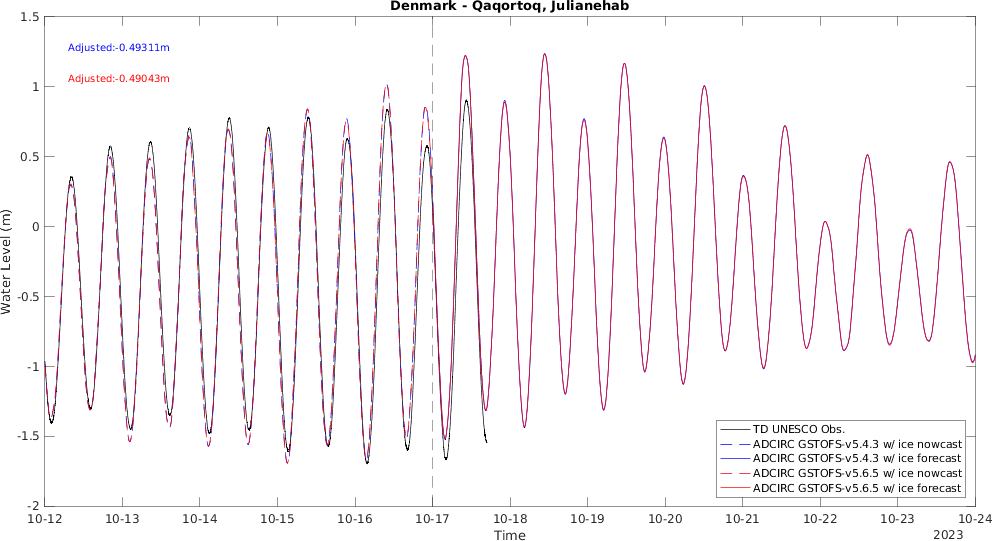 Denmark - Qaqortoq, Julianehab
Adjusted:-0.49311m
Adjusted:-0.49043m
1.5
1
0.5
0
-0.5
-1
-1.5
-2
Water Level (m)
TD UNESCO Obs.
ADCIRC GSTOFS-v5.4.3 w/ ice nowcast
ADCIRC GSTOFS-v5.4.3 w/ ice forecast
ADCIRC GSTOFS-v5.6.5 w/ ice nowcast
ADCIRC GSTOFS-v5.6.5 w/ ice forecast
10-12 10-13 10-14 10-15 10-16 10-17 10-18 10-19 10-20 10-21 10-22 10-23 10-24
Time
2023